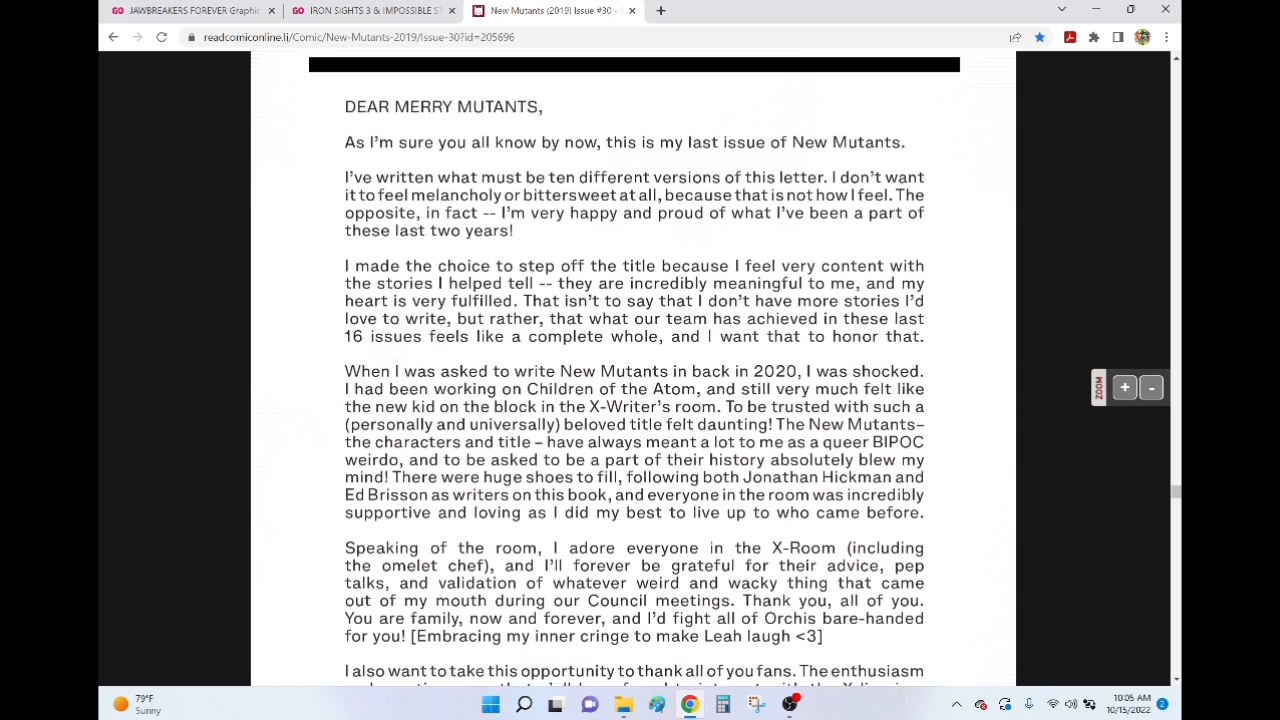 JAWBREAKERS FOREVER Graphic
IRON SIGHTS 3 & IMPOSSIBLE ST
New Mutants (2019) Issue #30 -
readcomiconline.li/Comic/New-Mutants-2019/Issue-30?id=205696
DEAR MERRY MUTANTS,
As I'm sure you all know by now, this is my last issue of New Mutants.
I've written what must be ten different versions of this letter. I don't want
it to feel melancholy or bittersweet at all, because that is not how I feel. The
opposite, in fact -- I'm very happy and proud of what I've been a part of
these last two years!
I made the choice to step off the title because I feel very content with
the stories I helped tell -- they are incredibly meaningful to me, and my
heart is very fulfilled. That isn't to say that I don't have more stories I'd
love to write, but rather, that what our team has achieved in these last
16 issues feels like a complete whole, and I want that to honor that.
When I was asked to write New Mutants in back in 2020, I was shocked.
I had been working on Children of the Atom, and still very much felt like
the new kid on the block in the X-Writer's room. To be trusted with such a
(personally and universally) beloved title felt daunting! The New Mutants–
the characters and title – have always meant a lot to me as a queer BIPOC
weirdo, and to be asked to be a part of their history absolutely blew my
mind! There were huge shoes to fill, following both Jonathan Hickman and
Ed Brisson as writers on this book, and everyone in the room was incredibly
supportive and loving as I did my best to live up to who came before.
Speaking of the room, I adore everyone in the X-Room (including
the omelet chef), and I'll forever be grateful for their advice, pep
talks, and validation of whatever weird and wacky thing that came
out of my mouth during our Council meetings. Thank you, all of you.
You are family, now and forever, and I'd fight all of Orchis bare-handed
for you! [Embracing my inner cringe to make Leah laugh <3]
I also want to take this opportunity to thank all of you fans. The enthusiasm
ZOOM
+ -
79°F
Sunny
10:05 AM
10/15/2022
2